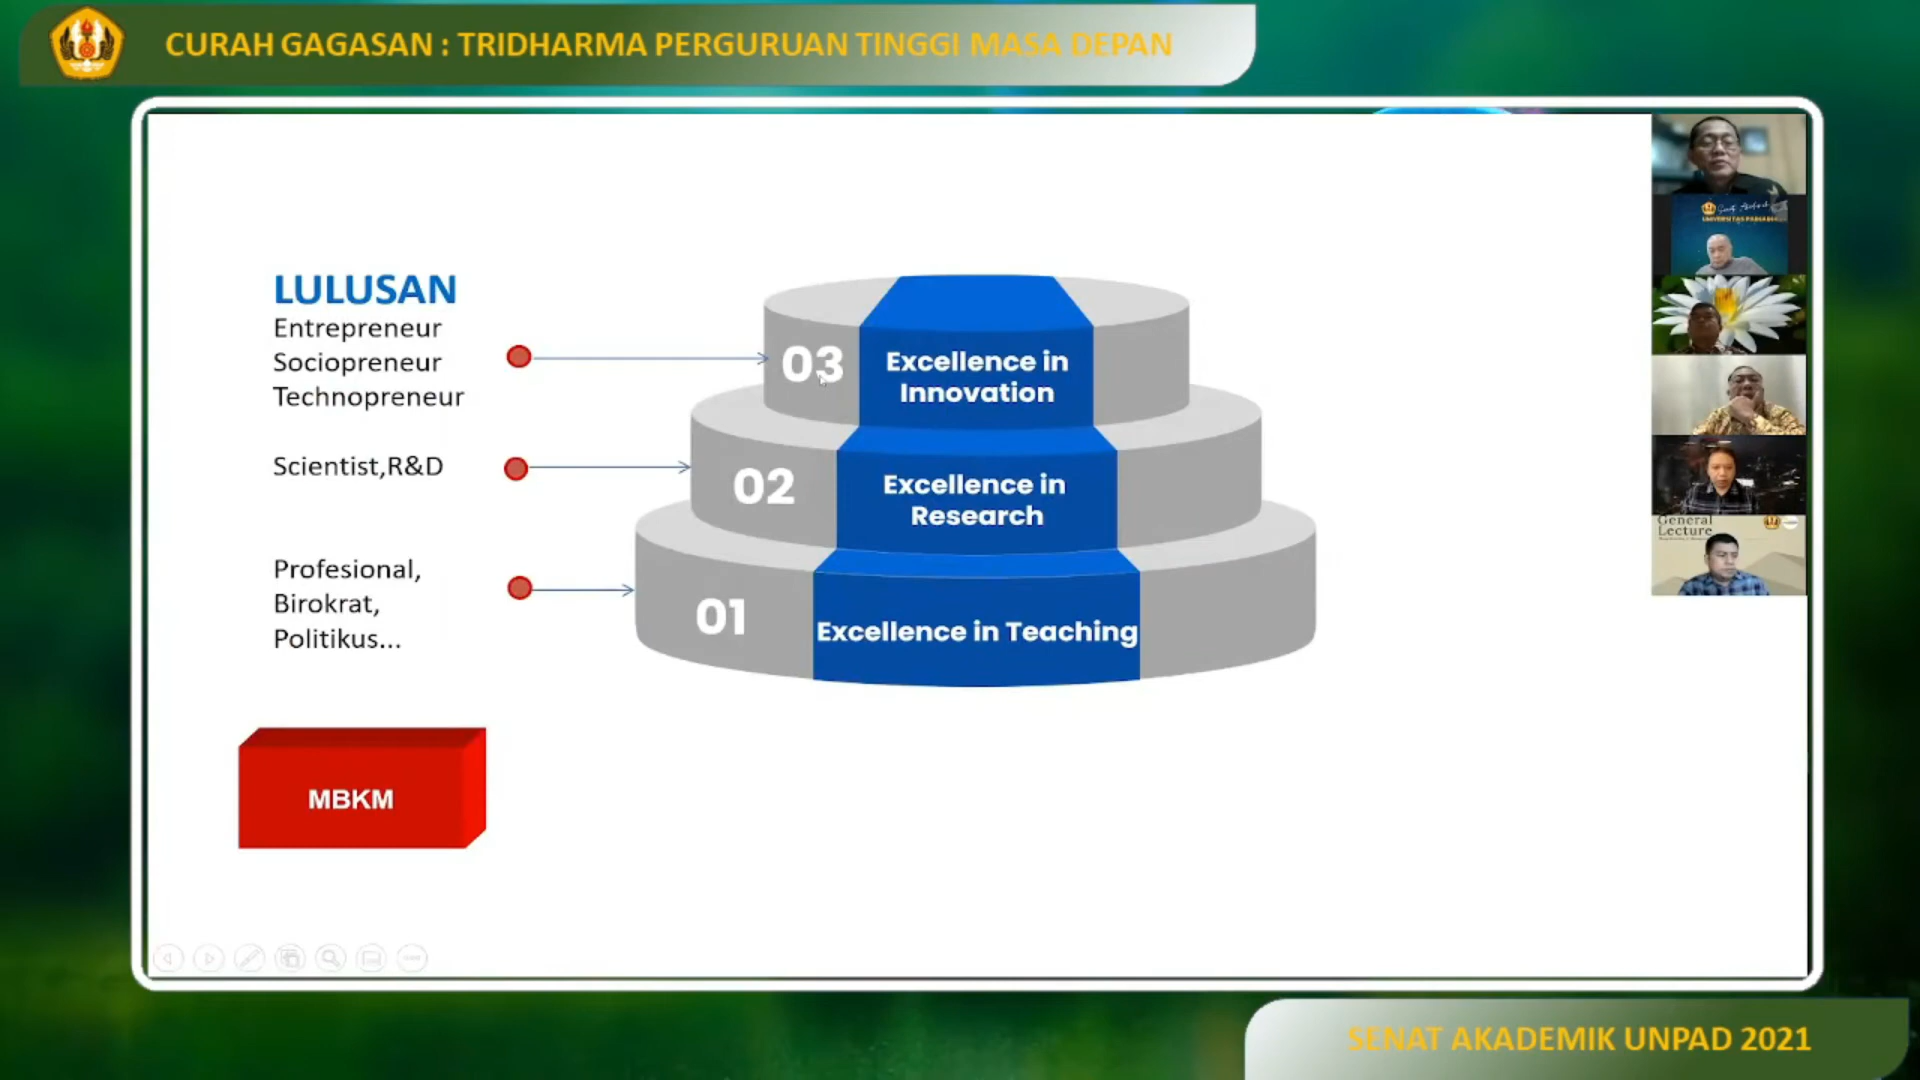 CURAH GAGASAN : TRIDHARMA PERGURUAN TINGGI MASA DEPAN
LULUSAN
Entrepreneur
Sociopreneur
Technopreneur
Scientist,R&D
Profesional,
Birokrat,
Politikus...
03
Excellence in
Innovation
02
Excellence in
Research
01
Excellence in Teaching
MBKM
General
Lecture
SENAT AKADEMIK UNPAD 2021